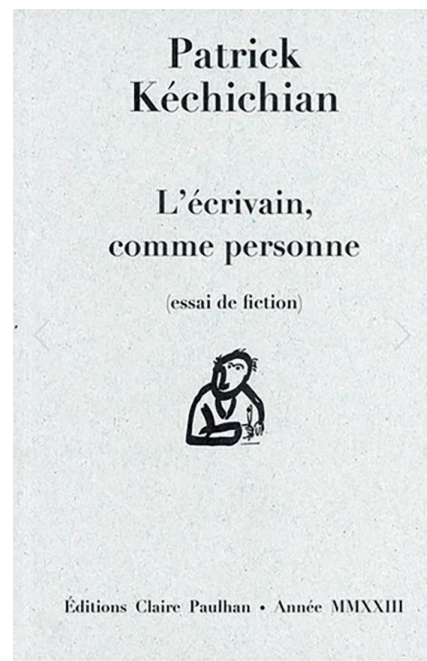 Patrick
Kéchichian
L’écrivain,
comme personne
(essai de fiction)
Éditions Claire Paulhan • Année MMXXIII